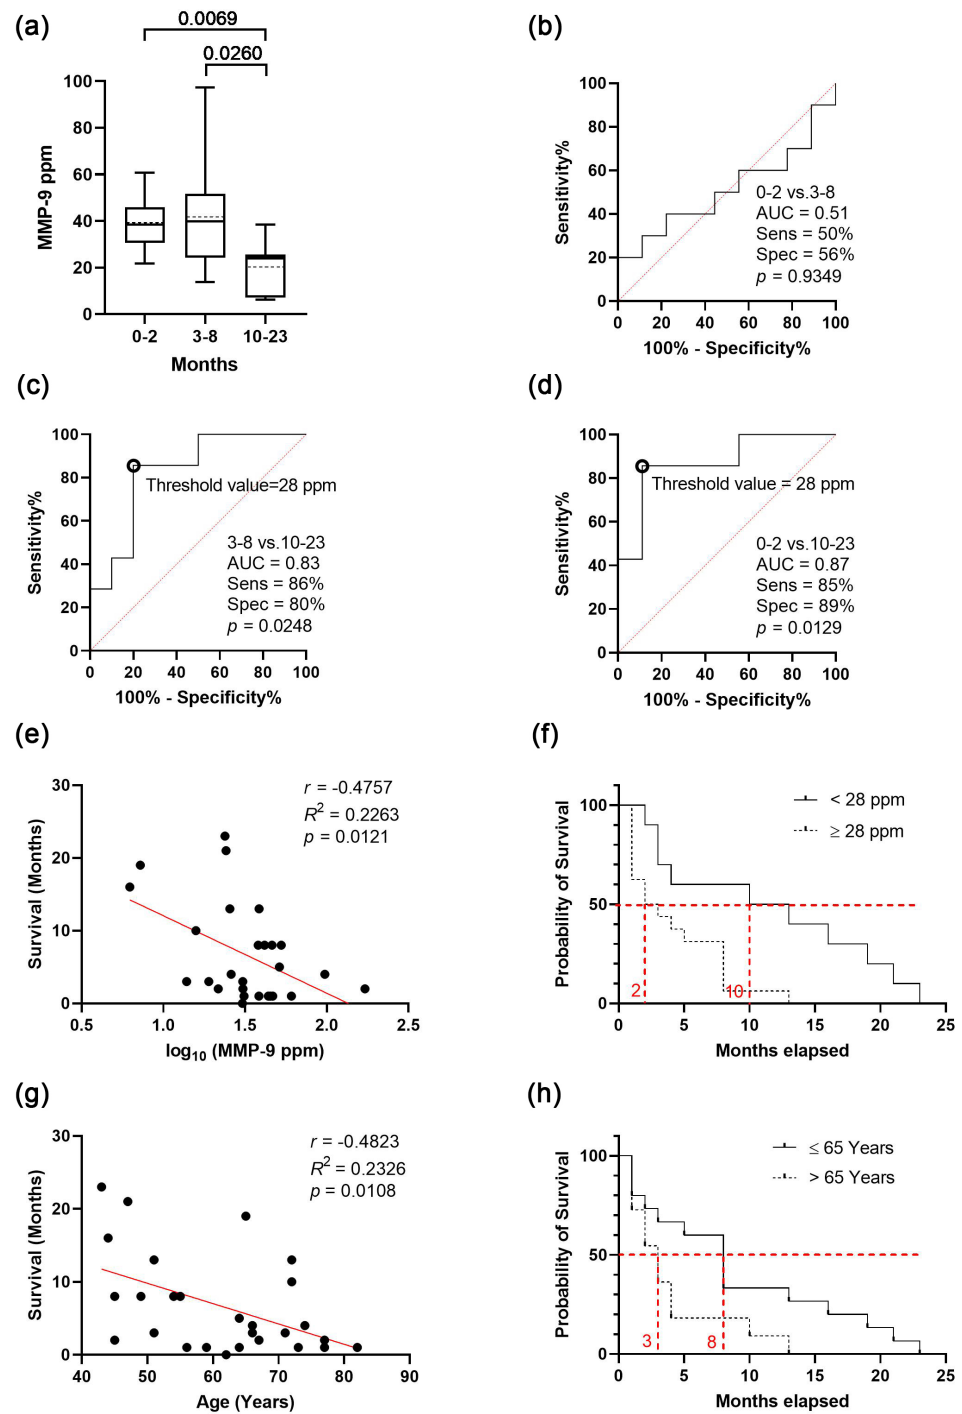 (a)
0.0069
0.0260
100
80
60
40
20
0
MMP-9 ppm
0-2
3-8
10-23
Months
(b)
100
80
60
40
20
0
Sensitivity%
0-2 vs.3-8
AUC = 0.51
Sens = 50%
Spec = 56%
p = 0.9349
0 20 40 60 80 100
100% - Specificity%
(c)
100
80
60
40
20
0
Sensitivity%
Threshold value=28 ppm
3-8 vs.10-23
AUC = 0.83
Sens = 86%
Spec = 80%
p = 0.0248
0 20 40 60 80 100
100% - Specificity%
(d)
100
80
60
40
20
0
Sensitivity%
Threshold value = 28 ppm
0-2 vs.10-23
AUC = 0.87
Sens = 85%
Spec = 89%
p = 0.0129
0 20 40 60 80 100
100% - Specificity%
(e)
30
20
10
0
Survival (Months)
r = -0.4757
R² = 0.2263
p = 0.0121
0.5 1.0 1.5 2.0 2.5
log₁₀ (MMP-9 ppm)
(f)
100
50
0
Probability of Survival
< 28 ppm
≥ 28 ppm
2
10
0 5 10 15 20 25
Months elapsed
(g)
30
20
10
0
Survival (Months)
r = -0.4823
R² = 0.2326
p = 0.0108
40 50 60 70 80 90
Age (Years)
(h)
100
50
0
Probability of Survival
≤ 65 Years
> 65 Years
3
8
0 5 10 15 20 25
Months elapsed